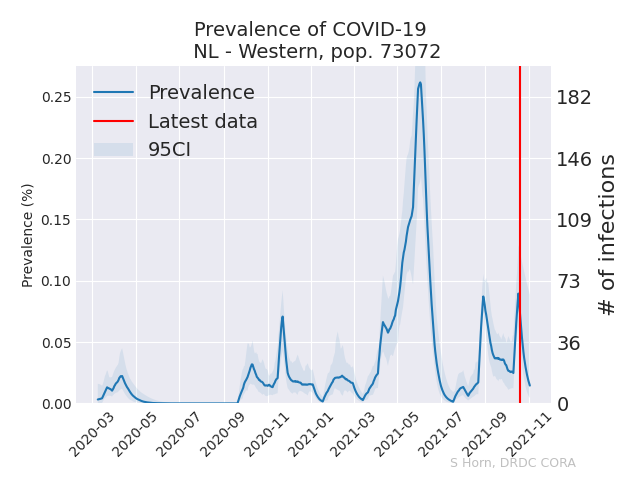 Prevalence of COVID-19
NL - Western, pop. 73072
Prevalence
Latest data
95CI
Prevalence (%)
0.25
0.20
0.15
0.10
0.05
0.00
182
146
109
73
36
0
# of infections
2020-03
2020-05
2020-07
2020-09
2020-11
2021-01
2021-03
2021-05
2021-07
2021-09
2021-11
S Horn, DRDC CORA